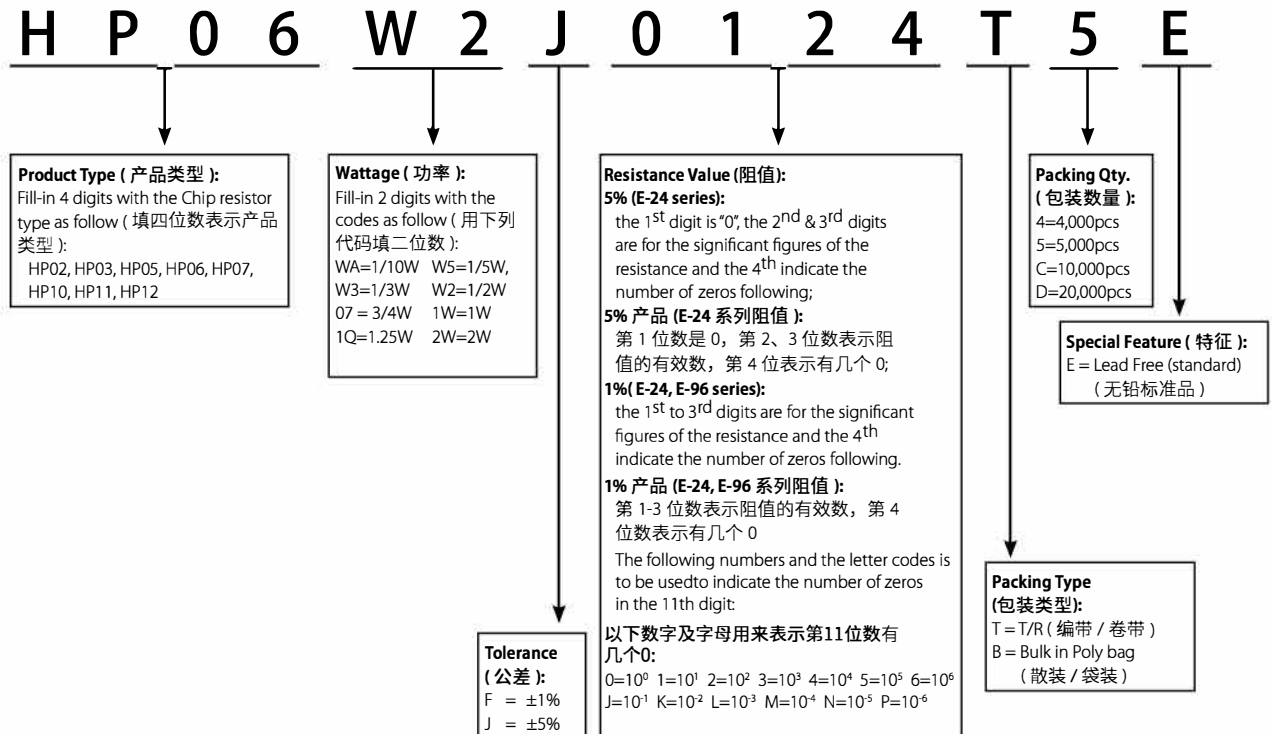 H P 0 6 W 2 J 0 1 2 4 T 5 E
Product Type ( 产品类型 ):
Fill-in 4 digits with the Chip resistor
type as follow ( 填四位数表示产品
类型 ):
HP02, HP03, HP05, HP06, HP07,
HP10, HP11, HP12
Wattage ( 功率 ):
Fill-in 2 digits with the
codes as follow ( 用下列
代码填二位数 ):
WA=1/10W W5=1/5W,
W3=1/3W W2=1/2W
07 = 3/4W 1W=1W
1Q=1.25W 2W=2W
Tolerance
( 公差 ):
F = ±1%
J = ±5%
Resistance Value (阻值):
5% (E-24 series):
the 1st digit is "0", the 2nd & 3rd digits
are for the significant figures of the
resistance and the 4th indicate the
number of zeros following;
5% 产品 (E-24 系列阻值 ):
第 1 位数是 0，第 2、3 位数表示阻
值的有效数，第 4 位表示有几个 0;
1%( E-24, E-96 series):
the 1st to 3rd digits are for the significant
figures of the resistance and the 4th
indicate the number of zeros following.
1% 产品 (E-24, E-96 系列阻值 ):
第 1-3 位数表示阻值的有效数，第 4
位数表示有几个 0
The following numbers and the letter codes is
to be usedto indicate the number of zeros
in the 11th digit:
以下数字及字母用来表示第11位数有
几个0:
0=10⁰ 1=10¹ 2=10² 3=10³ 4=10⁴ 5=10⁵ 6=10⁶
J=10⁻¹ K=10⁻² L=10⁻³ M=10⁻⁴ N=10⁻⁵ P=10⁻⁶
Packing Type
(包装类型):
T = T/R ( 编带 / 卷带 )
B = Bulk in Poly bag
( 散装 / 袋装 )
Packing Qty.
( 包装数量 ):
4=4,000pcs
5=5,000pcs
C=10,000pcs
D=20,000pcs
Special Feature ( 特征 ):
E = Lead Free (standard)
( 无铅标准品 )